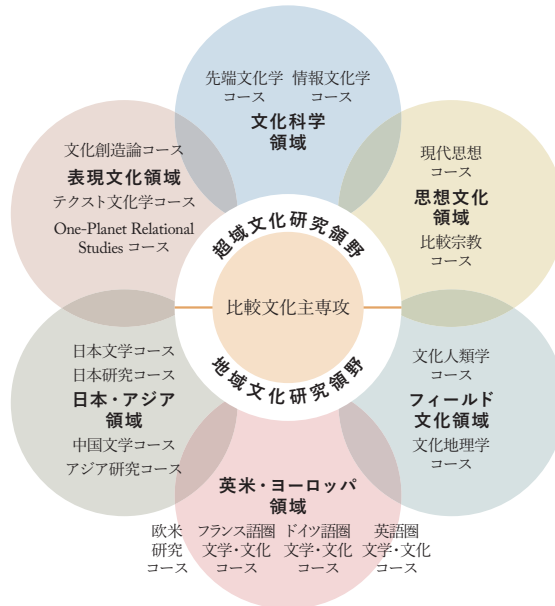 先端文化学
コース
情報文化学
コース
文化科学
領域
文化創造論コース
表現文化領域
テクスト文化学コース
One-Planet Relational
Studies コース
現代思想
コース
思想文化
領域
比較宗教
コース
超域文化研究領野
比較文化主専攻
地域文化研究領野
日本文学コース
日本研究コース
日本・アジア
領域
中国文学コース
アジア研究コース
文化人類学
コース
フィールド
文化領域
文化地理学
コース
英米・ヨーロッパ
領域
欧米
研究
コース
フランス語圏
文学・文化
コース
ドイツ語圏
文学・文化
コース
英語圏
文学・文化
コース